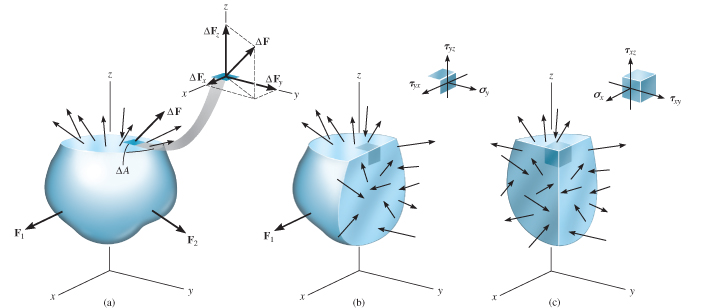 z
ΔF_z
ΔF
ΔF_x
ΔF_y
x
y
z
ΔF
ΔA
F_1
F_2
x
y
(a)
τ_yz
τ_yx
σ_y
z
F_1
x
y
(b)
τ_xz
σ_x
τ_xy
z
x
y
(c)